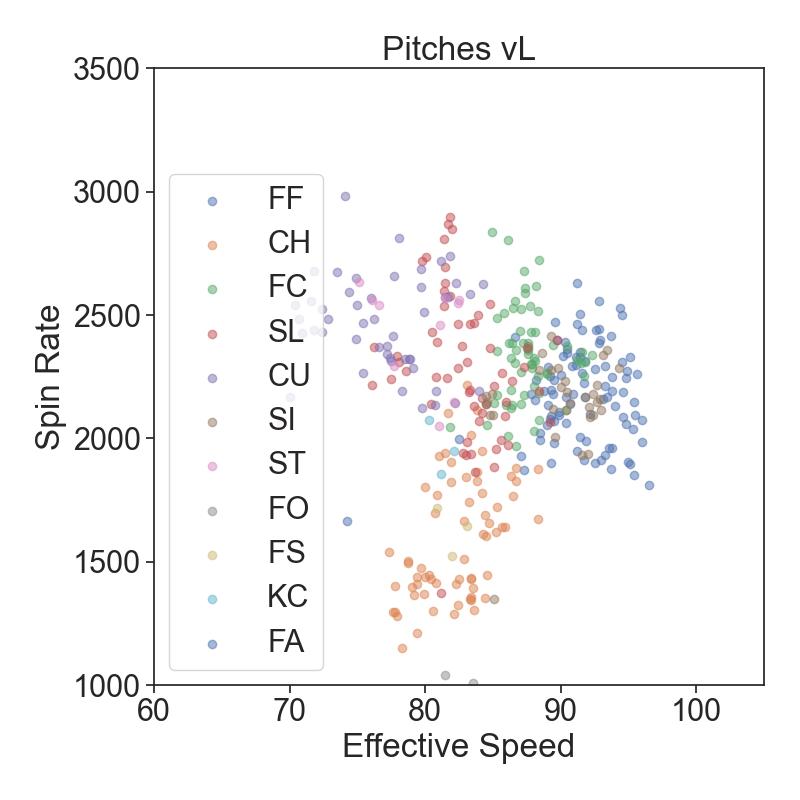 Pitches vL
3500
3000
2500
2000
1500
1000
Spin Rate
FF
CH
FC
SL
CU
SI
ST
FO
FS
KC
FA
60 70 80 90 100
Effective Speed